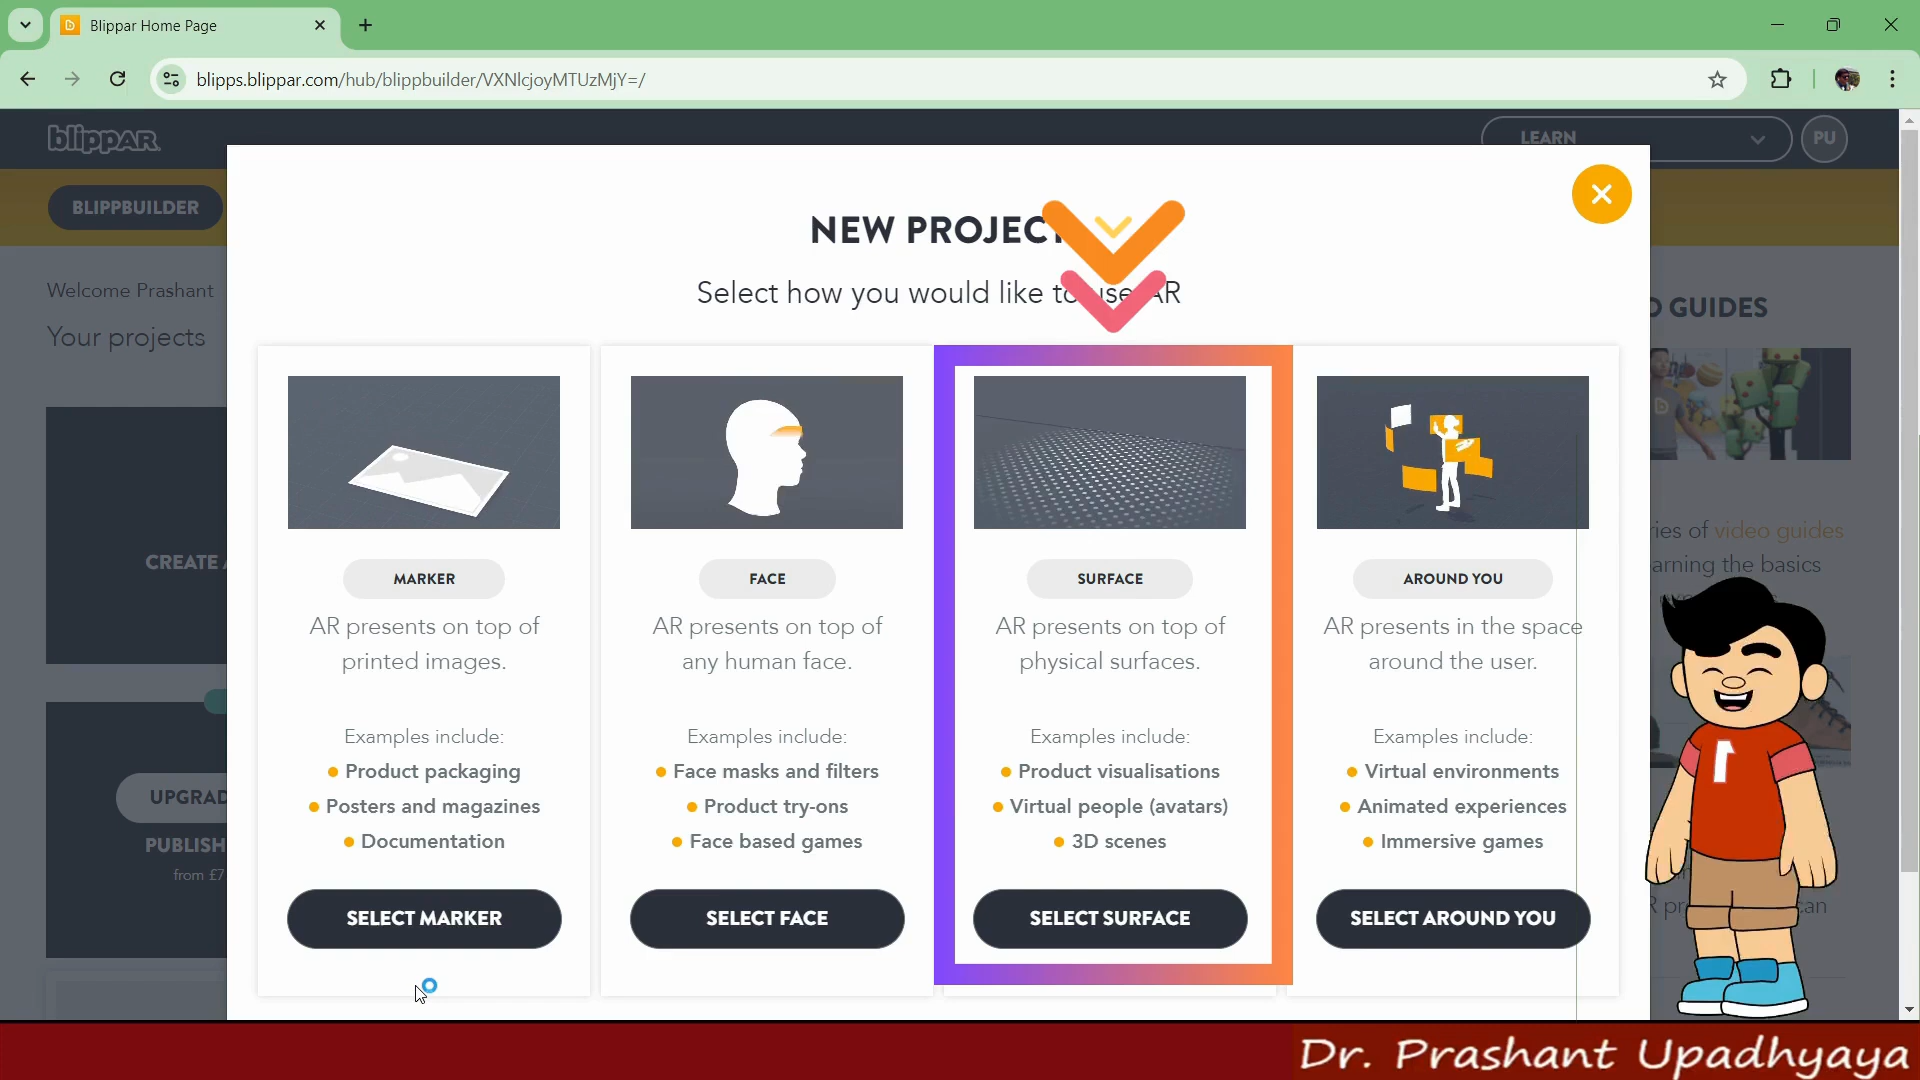 Blippar Home Page
blipps.blippar.com/hub/blippbuilder/VXNlcjoyMTUzMjY=/
blippAR
LEARN
PU
BLIPPBUILDER
Welcome Prashant
Your projects
CREATE
UPGRAD
PUBLISH
from £7
NEW PROJECT
Select how you would like to use AR
MARKER
AR presents on top of
printed images.
Examples include:
Product packaging
Posters and magazines
Documentation
SELECT MARKER
FACE
AR presents on top of
any human face.
Examples include:
Face masks and filters
Product try-ons
Face based games
SELECT FACE
SURFACE
AR presents on top of
physical surfaces.
Examples include:
Product visualisations
Virtual people (avatars)
3D scenes
SELECT SURFACE
AROUND YOU
AR presents in the space
around the user.
Examples include:
Virtual environments
Animated experiences
Immersive games
SELECT AROUND YOU
GUIDES
ries of video guides
arning the basics
can
1
Dr. Prashant Upadhyaya